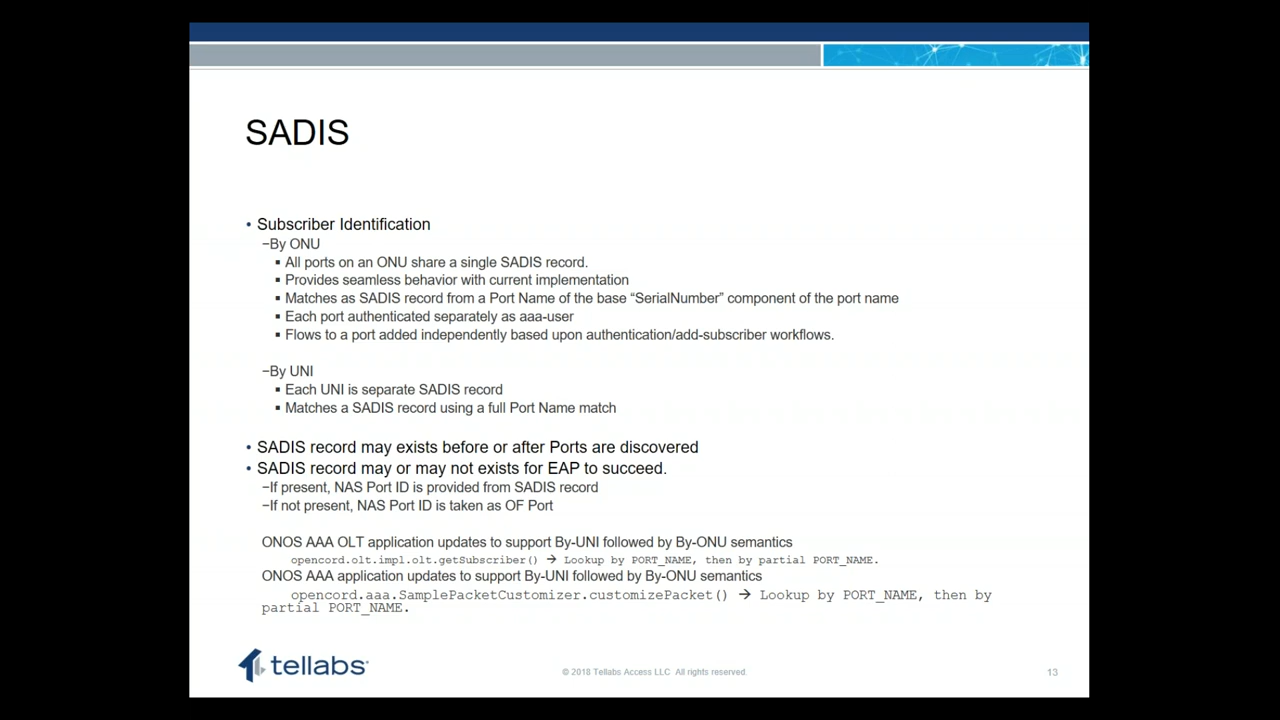 SADIS
• Subscriber Identification
−By ONU
▪ All ports on an ONU share a single SADIS record.
▪ Provides seamless behavior with current implementation
▪ Matches as SADIS record from a Port Name of the base “SerialNumber” component of the port name
▪ Each port authenticated separately as aaa-user
▪ Flows to a port added independently based upon authentication/add-subscriber workflows.
−By UNI
▪ Each UNI is separate SADIS record
▪ Matches a SADIS record using a full Port Name match
• SADIS record may exists before or after Ports are discovered
• SADIS record may or may not exists for EAP to succeed.
−If present, NAS Port ID is provided from SADIS record
−If not present, NAS Port ID is taken as OF Port
ONOS AAA OLT application updates to support By-UNI followed by By-ONU semantics
opencord.olt.impl.olt.getSubscriber() → Lookup by PORT_NAME, then by partial PORT_NAME.
ONOS AAA application updates to support By-UNI followed by By-ONU semantics
opencord.aaa.SamplePacketCustomizer.customizePacket() → Lookup by PORT_NAME, then by
partial PORT_NAME.
tellabs
© 2018 Tellabs Access LLC All rights reserved.
13